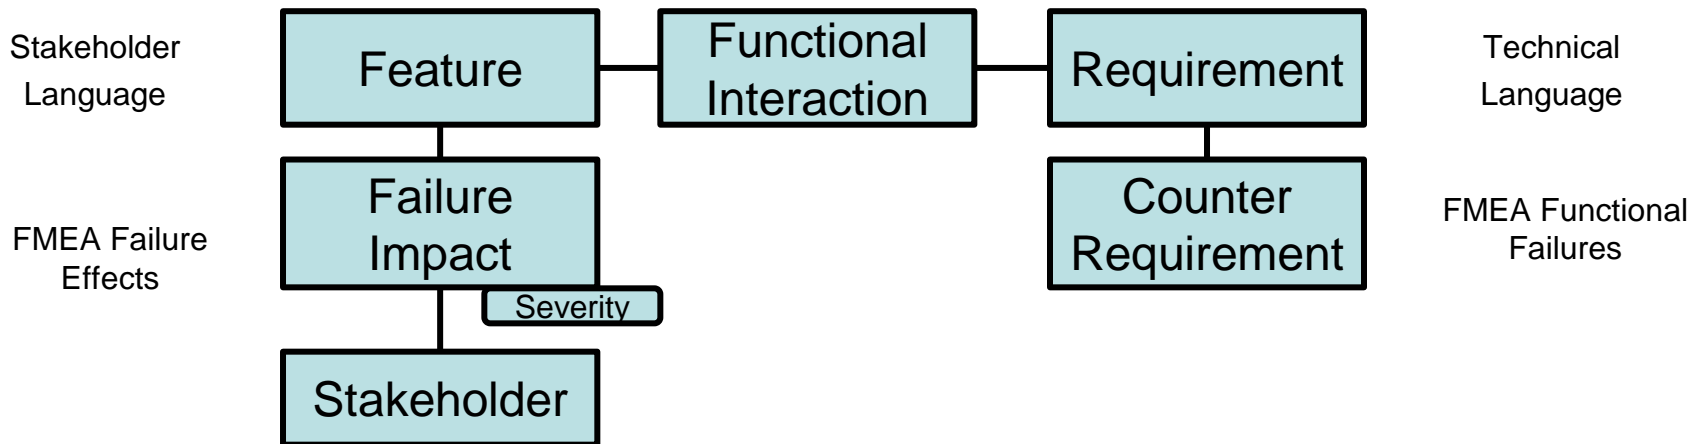 Stakeholder
Language
Feature
Functional
Interaction
Requirement
Technical
Language
FMEA Failure
Effects
Failure
Impact
Severity
Counter
Requirement
FMEA Functional
Failures
Stakeholder